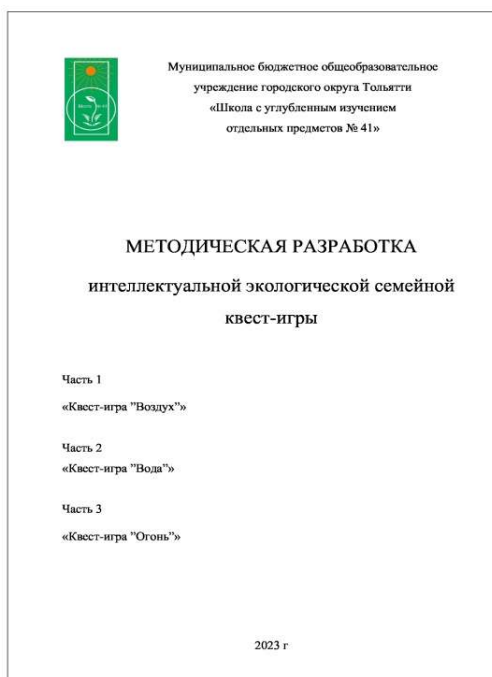 Муниципальное бюджетное общеобразовательное
учреждение городского округа Тольятти
«Школа с углубленным изучением
отдельных предметов № 41»
МЕТОДИЧЕСКАЯ РАЗРАБОТКА
интеллектуальной экологической семейной
квест-игры
Часть 1
«Квест-игра ”Воздух”»
Часть 2
«Квест-игра ”Вода”»
Часть 3
«Квест-игра ”Огонь”»
2023 г